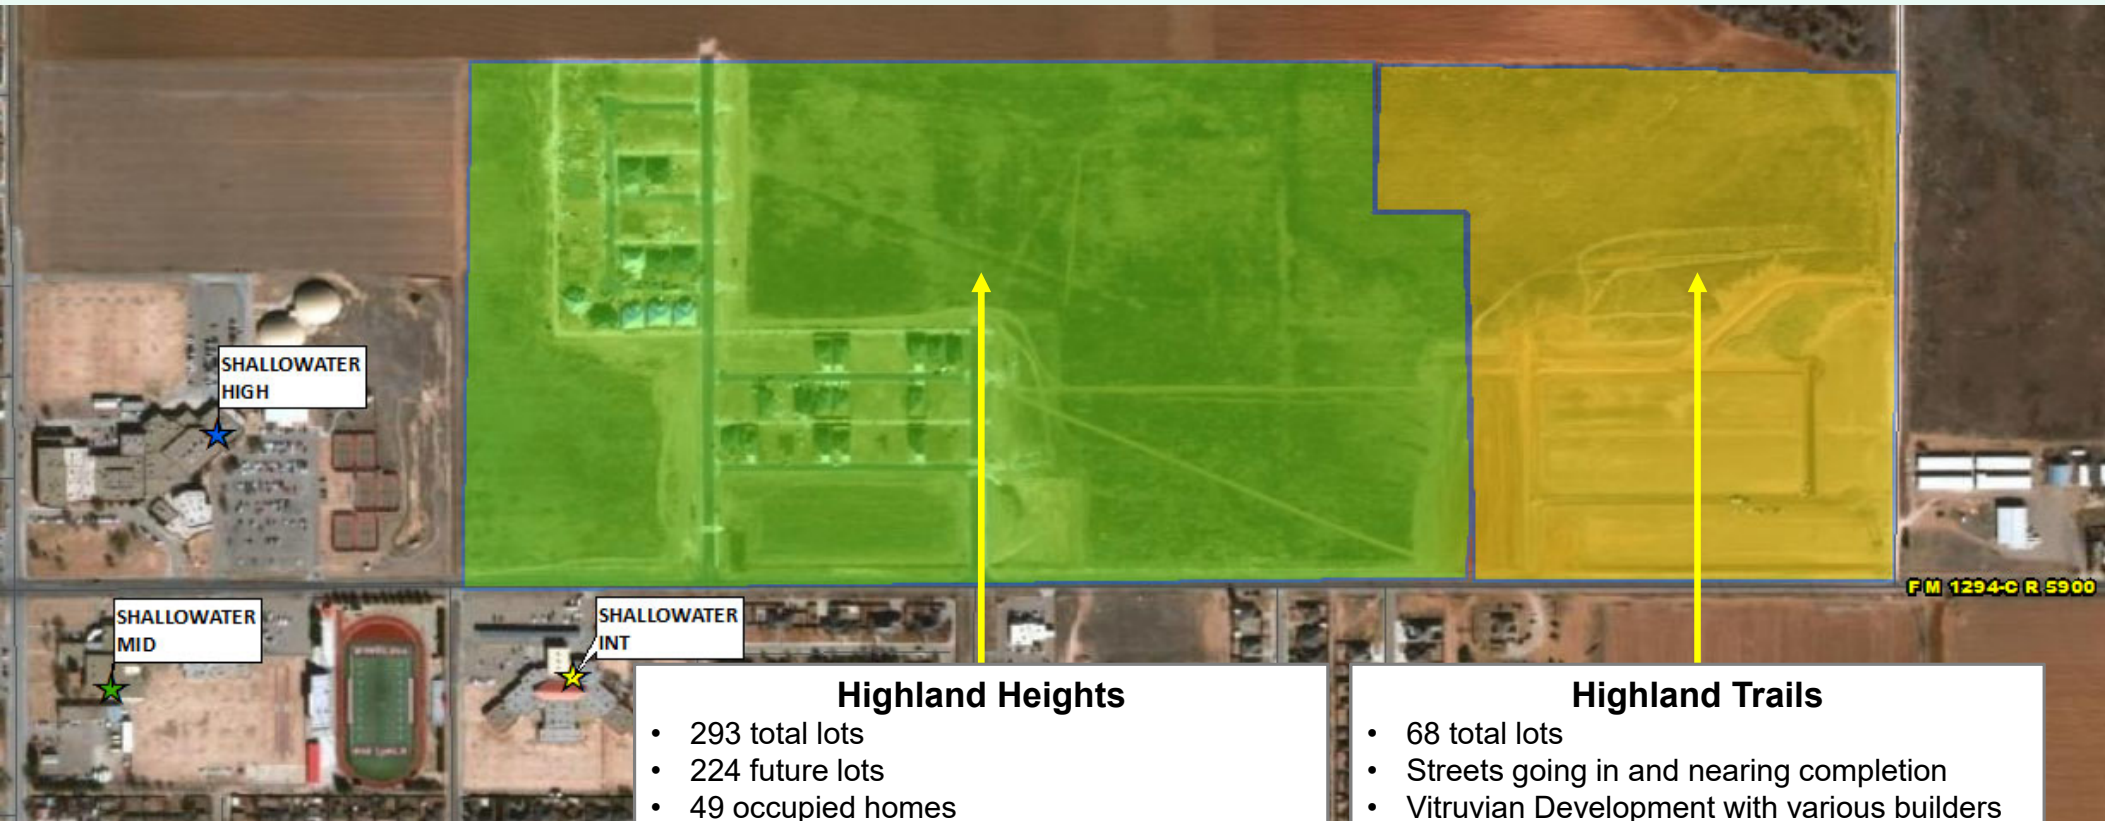 SHALLOWATER
HIGH
SHALLOWATER
MID
SHALLOWATER
INT
F M 1294-C R 5900
Highland Heights
• 293 total lots
• 224 future lots
• 49 occupied homes
Highland Trails
• 68 total lots
• Streets going in and nearing completion
• Vitruvian Development with various builders